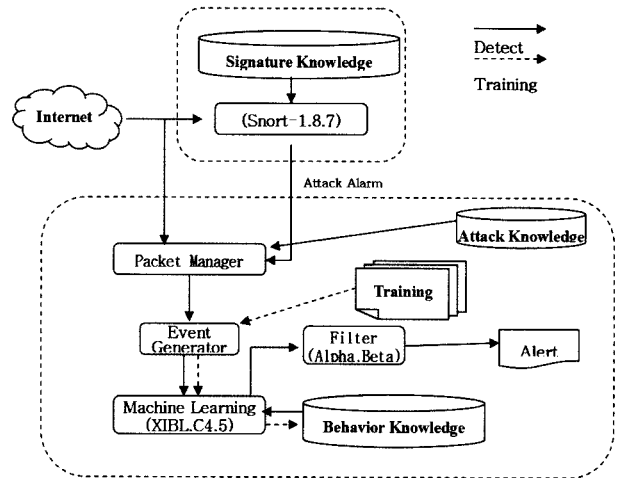 Signature Knowledge
Detect
Training
Internet
(Snort-1.8.7)
Attack Alarm
Attack Knowledge
Packet Manager
Training
Event
Generator
Filter
(Alpha.Beta)
Alert
Machine Learning
(XIBL.C4.5)
Behavior Knowledge